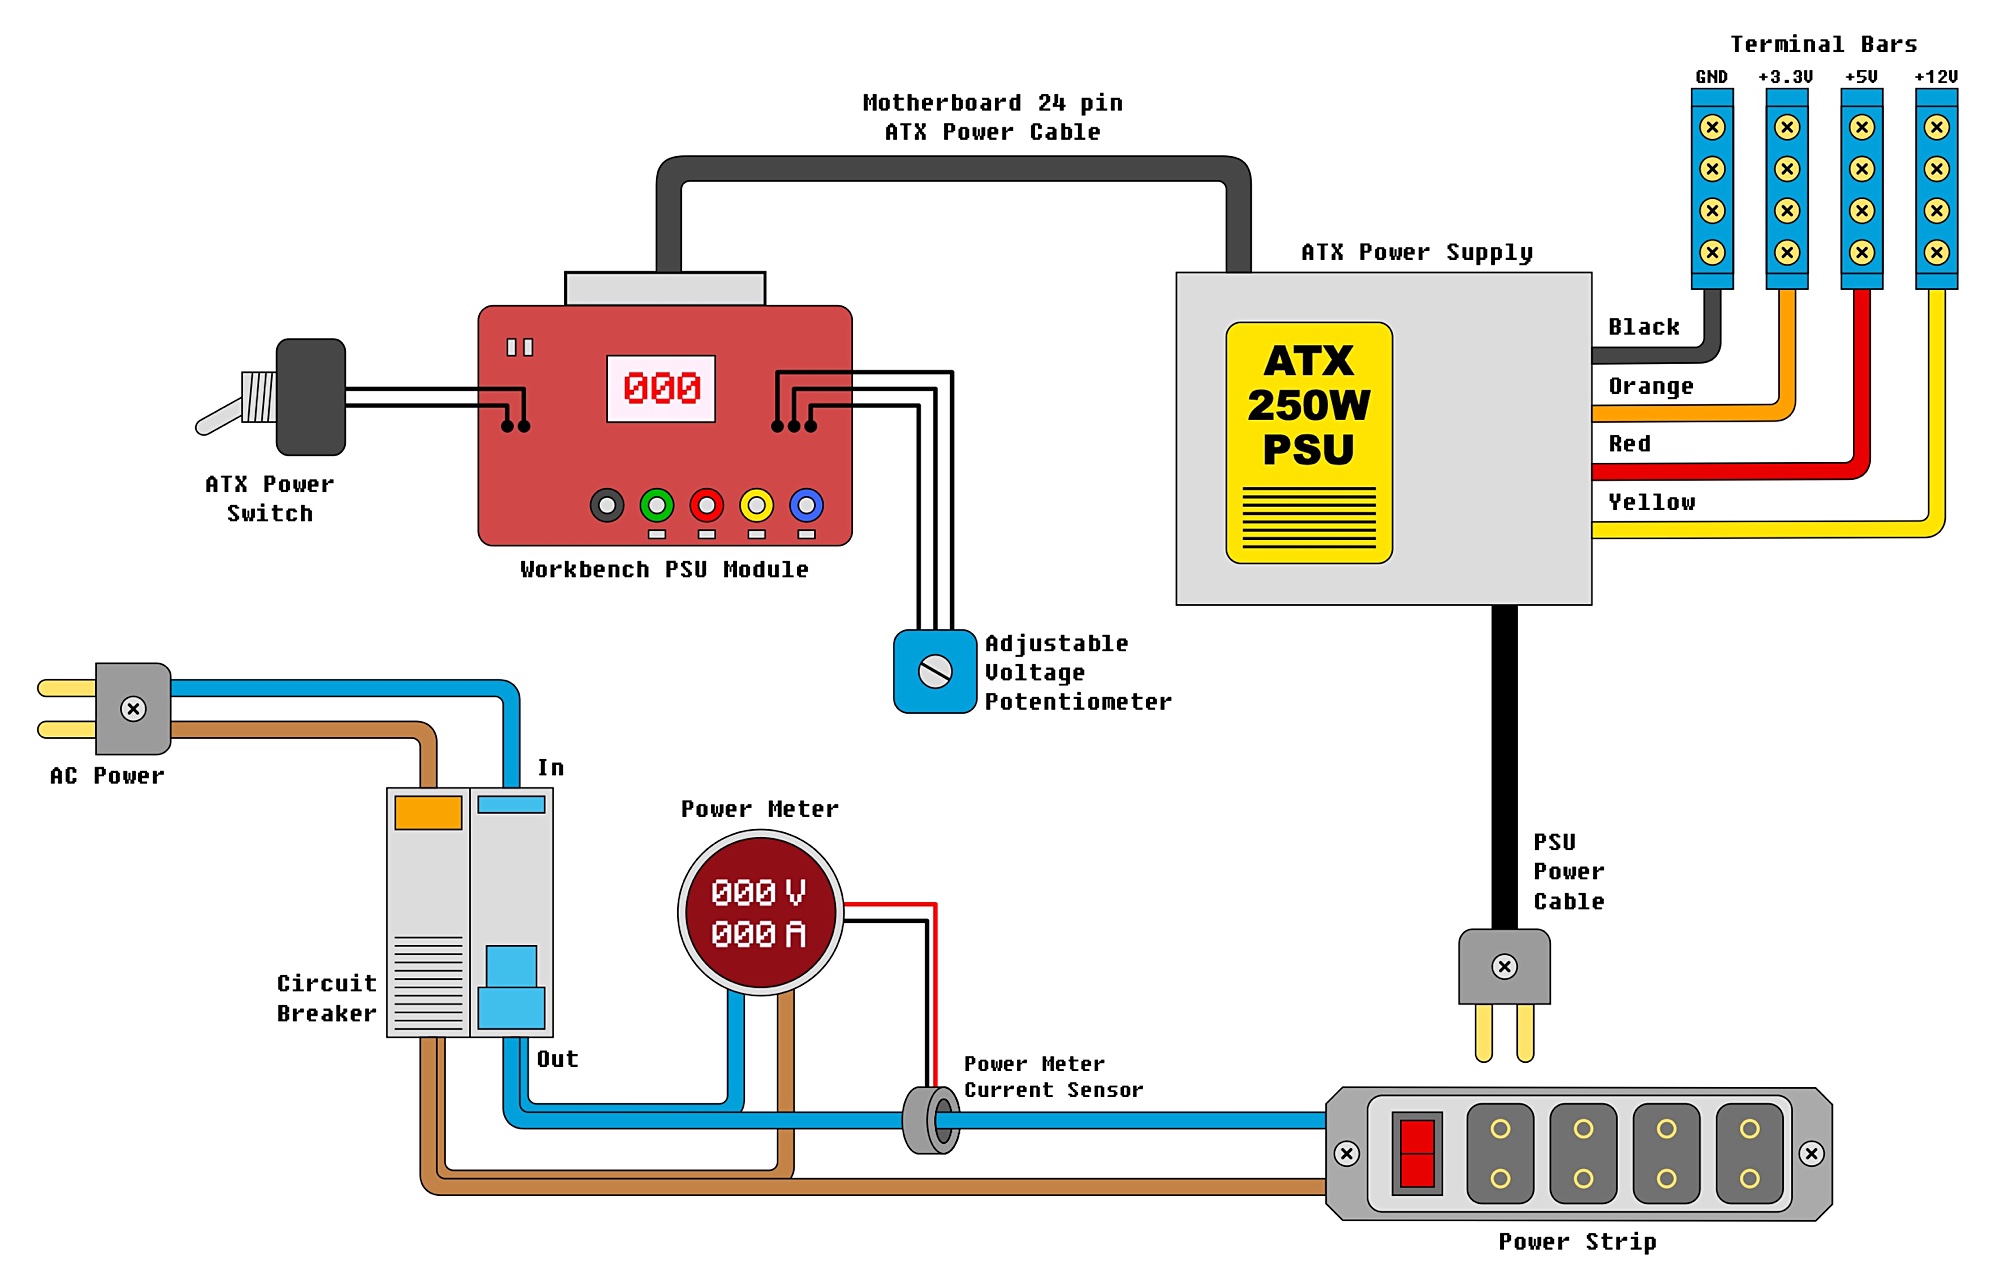 Terminal Bars
GND +3.3V +5V +12V
Motherboard 24 pin
ATX Power Cable
ATX Power Supply
Black
Orange
Red
Yellow
ATX
250W
PSU
000
ATX Power
Switch
Workbench PSU Module
Adjustable
Voltage
Potentiometer
AC Power
In
Power Meter
000 V
000 A
Circuit
Breaker
Out
PSU
Power
Cable
Power Meter
Current Sensor
Power Strip